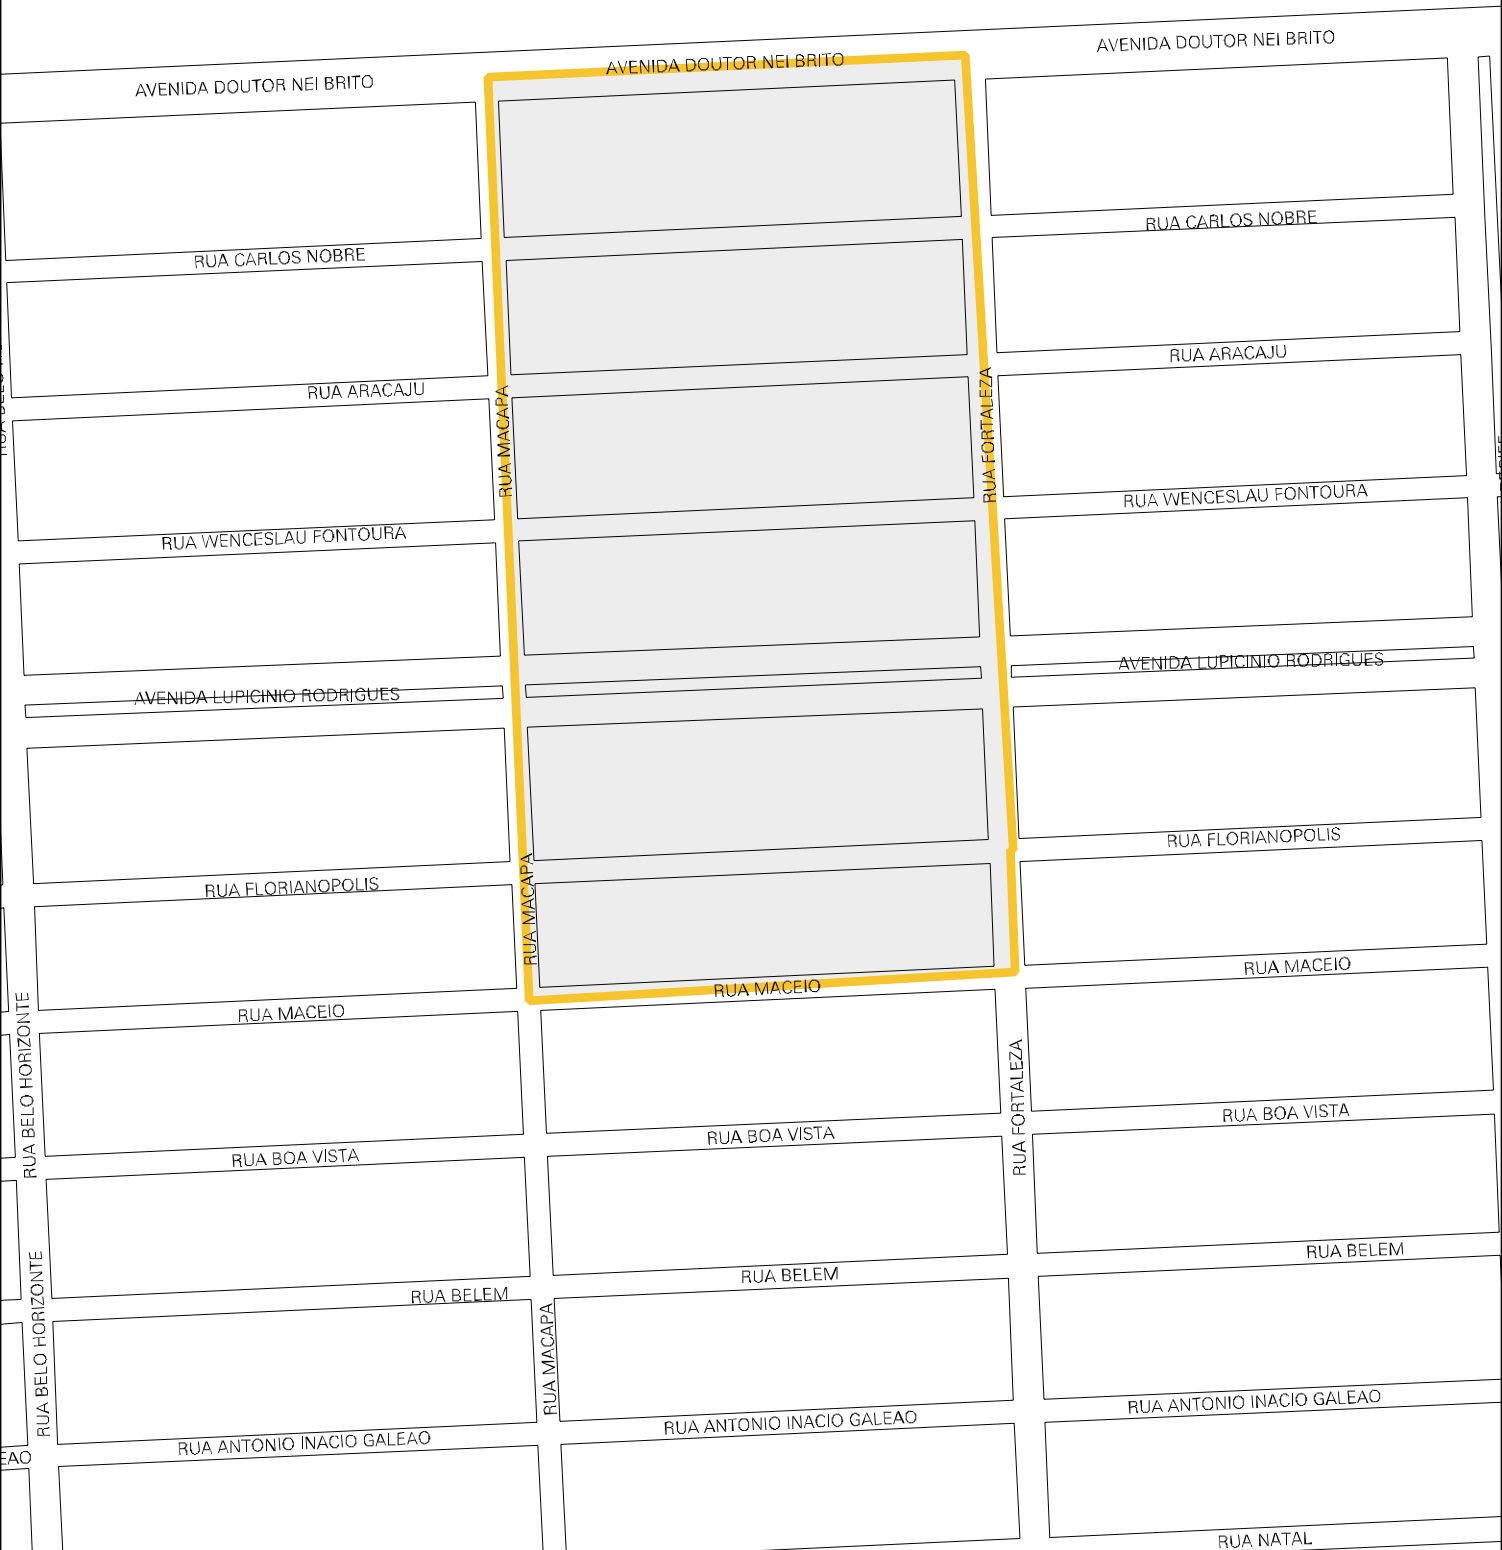 AVENIDA DOUTOR NEI BRITO
AVENIDA DOUTOR NEI BRITO
AVENIDA DOUTOR NEI BRITO
RUA CARLOS NOBRE
RUA CARLOS NOBRE
RUA ARACAJU
RUA ARACAJU
RUA MACAPA
RUA FORTALEZA
RUA WENCESLAU FONTOURA
RUA WENCESLAU FONTOURA
AVENIDA LUPICINIO RODRIGUES
AVENIDA LUPICINIO RODRIGUES
RUA FLORIANOPOLIS
RUA FLORIANOPOLIS
RUA MACAPA
RUA MACEIO
RUA MACEIO
RUA MACEIO
RUA BELO HORIZONTE
RUA FORTALEZA
RUA BOA VISTA
RUA BOA VISTA
RUA BOA VISTA
RUA BELEM
RUA BELEM
RUA BELEM
RUA BELO HORIZONTE
RUA MACAPA
RUA ANTONIO INACIO GALEAO
RUA ANTONIO INACIO GALEAO
RUA ANTONIO INACIO GALEAO
EAO
RUA NATAL